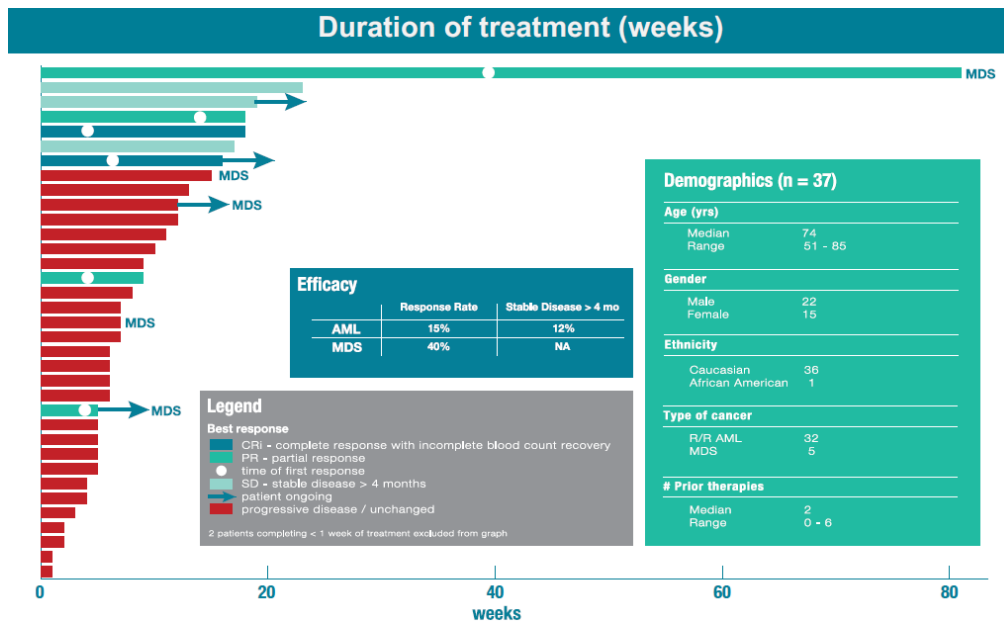 Duration of treatment (weeks)
MDS
MDS
MDS
MDS
MDS
Efficacy
Response Rate Stable Disease > 4 mo
AML 15% 12%
MDS 40% NA
Legend
Best response
CRi - complete response with incomplete blood count recovery
PR - partial response
time of first response
SD - stable disease > 4 months
patient ongoing
progressive disease / unchanged
2 patients completing < 1 week of treatment excluded from graph
Demographics (n = 37)
Age (yrs)
Median 74
Range 51 - 85
Gender
Male 22
Female 15
Ethnicity
Caucasian 36
African American 1
Type of cancer
R/R AML 32
MDS 5
# Prior therapies
Median 2
Range 0 - 6
0 20 40 60 80
weeks